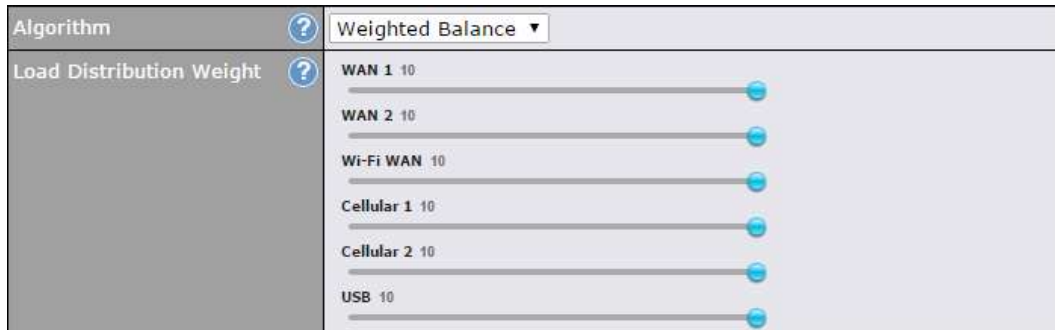 Algorithm ? Weighted Balance ▼
Load Distribution Weight ?
WAN 1 10
WAN 2 10
Wi-Fi WAN 10
Cellular 1 10
Cellular 2 10
USB 10